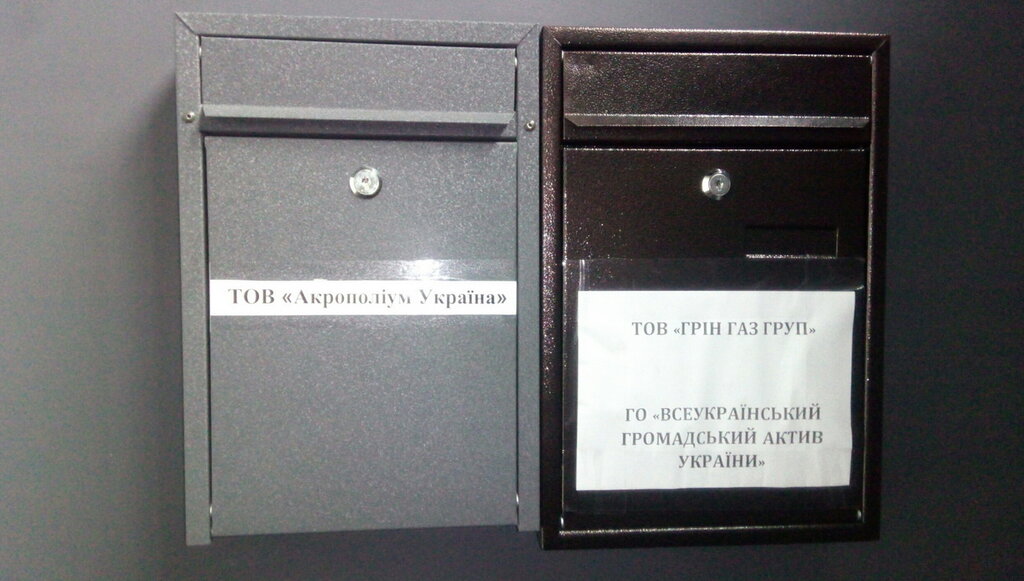 ТОВ «Акрополіум Україна»
ТОВ «ГРІН ГАЗ ГРУП»
ГО «ВСЕУКРАЇНСЬКИЙ
ГРОМАДСЬКИЙ АКТИВ
УКРАЇНИ»